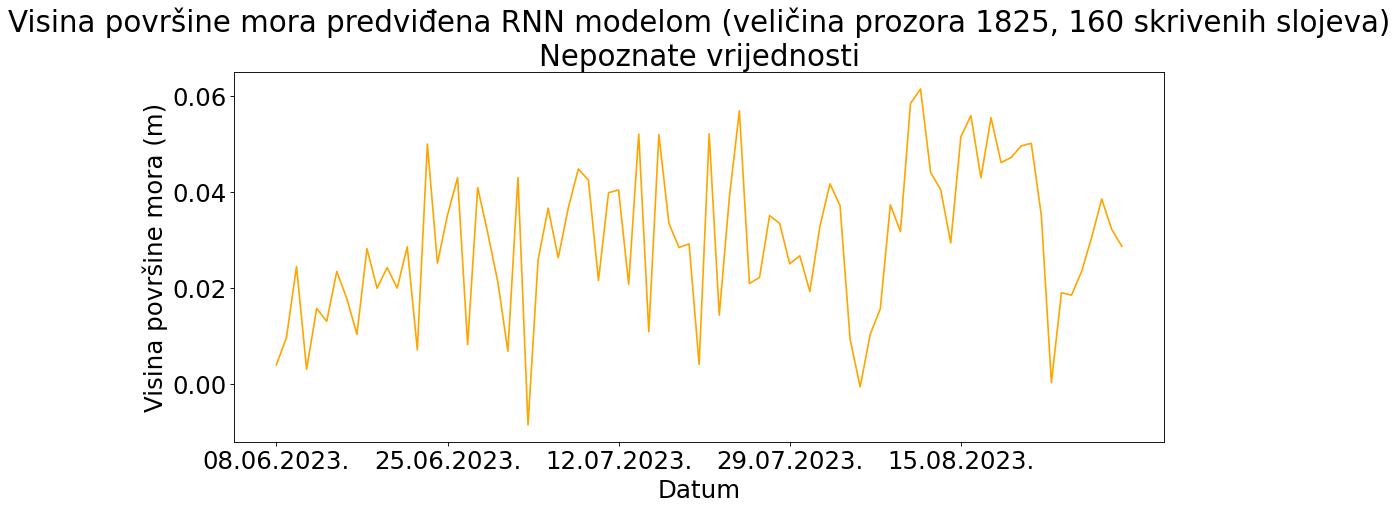 Visina površine mora predviđena RNN modelom (veličina prozora 1825, 160 skrivenih slojeva)
Nepoznate vrijednosti
Visina površine mora (m)
0.06
0.04
0.02
0.00
08.06.2023. 25.06.2023. 12.07.2023. 29.07.2023. 15.08.2023.
Datum